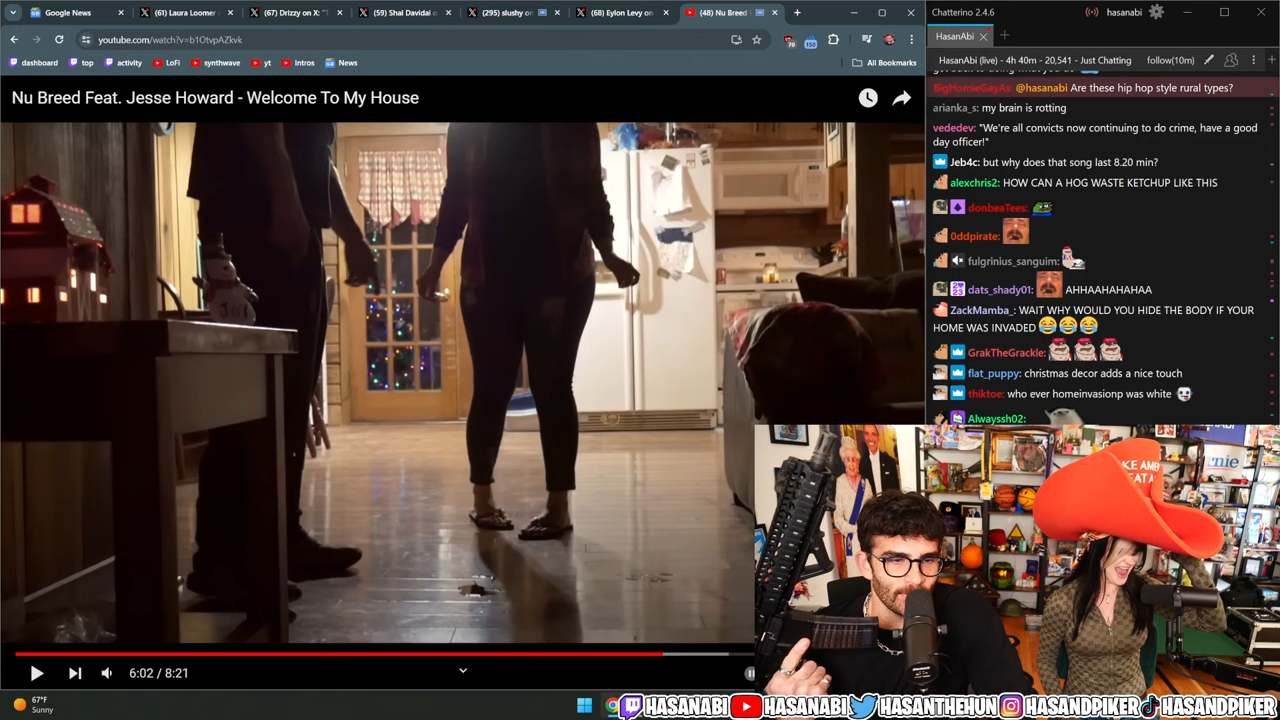 Google News
(61) Laura Loomer
(67) Drizzy on X: "
(59) Shai Davidai
(295) slushy on
(68) Eylon Levy on
(48) Nu Breed
youtube.com/watch?v=b1OtvpAZkvk
70
150
dashboard
top
activity
LoFi
synthwave
yt
intros
News
All Bookmarks
Nu Breed Feat. Jesse Howard - Welcome To My House
6:02 / 8:21
67°F
Sunny
Chatterino 2.4.6
hasanabi
HasanAbi
HasanAbi (live) - 4h 40m - 20,541 - Just Chatting
follow(10m)
BigHomieGayAs: @hasanabi Are these hip hop style rural types?
arianka_s: my brain is rotting
vededev: "We're all convicts now continuing to do crime, have a good
day officer!"
Jeb4c: but why does that song last 8.20 min?
alexchris2: HOW CAN A HOG WASTE KETCHUP LIKE THIS
donbeaTees:
0ddpirate:
fulgrinius_sanguim:
dats_shady01: AHHAAHAHAHAA
ZackMamba_: WAIT WHY WOULD YOU HIDE THE BODY IF YOUR
HOME WAS INVADED 😂😂😂
GrakTheGrackle:
flat_puppy: christmas decor adds a nice touch
thiktoe: who ever homeinvasionp was white
Alwayssh02:
KE AMER
EAT A
rnie
HASANABI
HASANABI
HASANTHEHUN
HASANDPIKER
HASANDPIKER